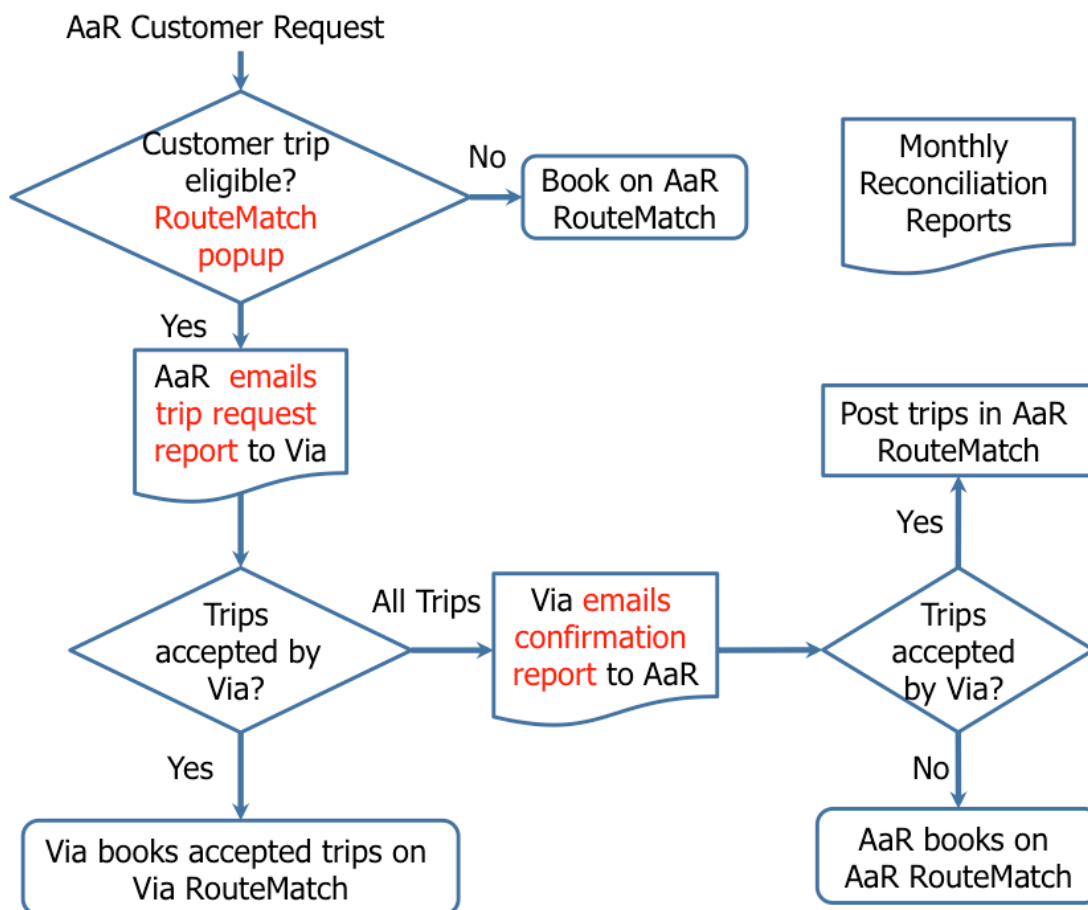 AaR Customer Request
Customer trip
eligible?
RouteMatch
popup
No
Book on AaR
RouteMatch
Monthly
Reconciliation
Reports
Yes
AaR emails
trip request
report to Via
Trips
accepted by
Via?
All Trips
Via emails
confirmation
report to AaR
Trips
accepted
by Via?
Yes
Post trips in AaR
RouteMatch
No
AaR books on
AaR RouteMatch
Yes
Via books accepted trips on
Via RouteMatch